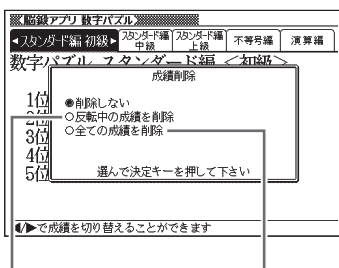 脳鍛アプリ 数字パズル
◀スタンダード編 初級▶ スタンダード編 中級 スタンダード編 上級 不等号編 演算編
数字パズル スタンダード編 <初級>
成績削除
1位
●削除しない
○反転中の成績を削除
3位
○全ての成績を削除
4位
5位
選んで決定キーを押して下さい
◀/▶で成績を切り替えることができます